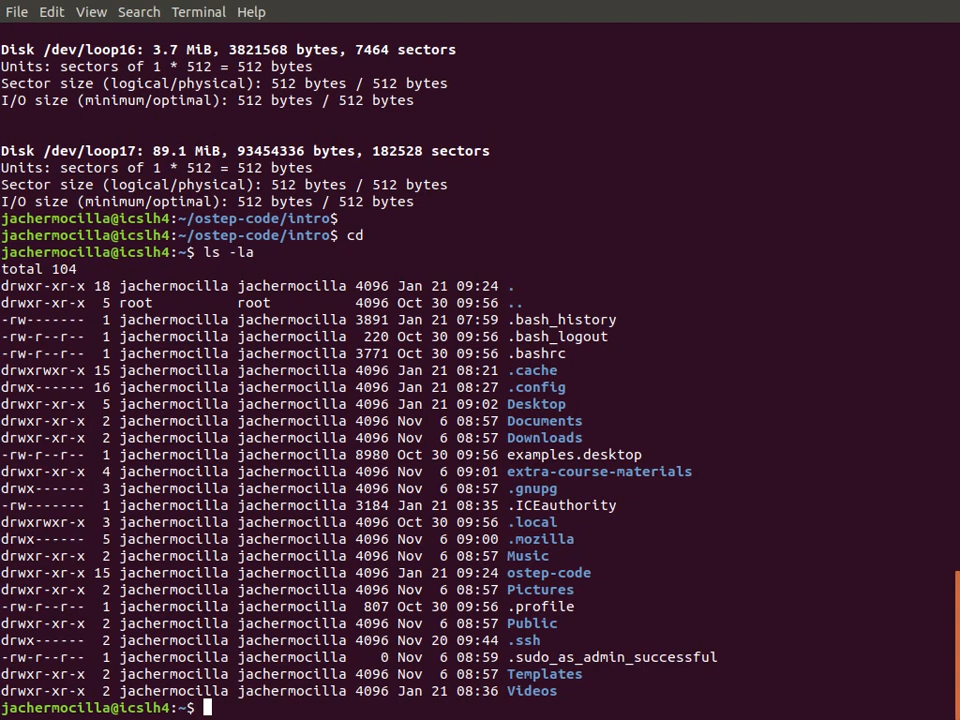 File Edit View Search Terminal Help
Disk /dev/loop16: 3.7 MiB, 3821568 bytes, 7464 sectors
Units: sectors of 1 * 512 = 512 bytes
Sector size (logical/physical): 512 bytes / 512 bytes
I/O size (minimum/optimal): 512 bytes / 512 bytes
Disk /dev/loop17: 89.1 MiB, 93454336 bytes, 182528 sectors
Units: sectors of 1 * 512 = 512 bytes
Sector size (logical/physical): 512 bytes / 512 bytes
I/O size (minimum/optimal): 512 bytes / 512 bytes
jachermocilla@icslh4:~/ostep-code/intro$
jachermocilla@icslh4:~/ostep-code/intro$ cd
jachermocilla@icslh4:~$ ls -la
total 104
drwxr-xr-x 18 jachermocilla jachermocilla 4096 Jan 21 09:24 .
drwxr-xr-x  5 root          root          4096 Oct 30 09:56 ..
-rw-------  1 jachermocilla jachermocilla 3891 Jan 21 07:59 .bash_history
-rw-r--r--  1 jachermocilla jachermocilla  220 Oct 30 09:56 .bash_logout
-rw-r--r--  1 jachermocilla jachermocilla 3771 Oct 30 09:56 .bashrc
drwxrwxr-x 15 jachermocilla jachermocilla 4096 Jan 21 08:21 .cache
drwx------ 16 jachermocilla jachermocilla 4096 Jan 21 08:27 .config
drwxr-xr-x  5 jachermocilla jachermocilla 4096 Jan 21 09:02 Desktop
drwxr-xr-x  2 jachermocilla jachermocilla 4096 Nov  6 08:57 Documents
drwxr-xr-x  2 jachermocilla jachermocilla 4096 Nov  6 08:57 Downloads
-rw-r--r--  1 jachermocilla jachermocilla 8980 Oct 30 09:56 examples.desktop
drwxr-xr-x  4 jachermocilla jachermocilla 4096 Nov  6 09:01 extra-course-materials
drwx------  3 jachermocilla jachermocilla 4096 Nov  6 08:57 .gnupg
-rw-------  1 jachermocilla jachermocilla 3184 Jan 21 08:35 .ICEauthority
drwxrwxr-x  3 jachermocilla jachermocilla 4096 Oct 30 09:56 .local
drwx------  5 jachermocilla jachermocilla 4096 Nov  6 09:00 .mozilla
drwxr-xr-x  2 jachermocilla jachermocilla 4096 Nov  6 08:57 Music
drwxr-xr-x 15 jachermocilla jachermocilla 4096 Jan 21 09:24 ostep-code
drwxr-xr-x  2 jachermocilla jachermocilla 4096 Nov  6 08:57 Pictures
-rw-r--r--  1 jachermocilla jachermocilla  807 Oct 30 09:56 .profile
drwxr-xr-x  2 jachermocilla jachermocilla 4096 Nov  6 08:57 Public
drwx------  2 jachermocilla jachermocilla 4096 Nov 20 09:44 .ssh
-rw-r--r--  1 jachermocilla jachermocilla    0 Nov  6 08:59 .sudo_as_admin_successful
drwxr-xr-x  2 jachermocilla jachermocilla 4096 Nov  6 08:57 Templates
drwxr-xr-x  2 jachermocilla jachermocilla 4096 Jan 21 08:36 Videos
jachermocilla@icslh4:~$